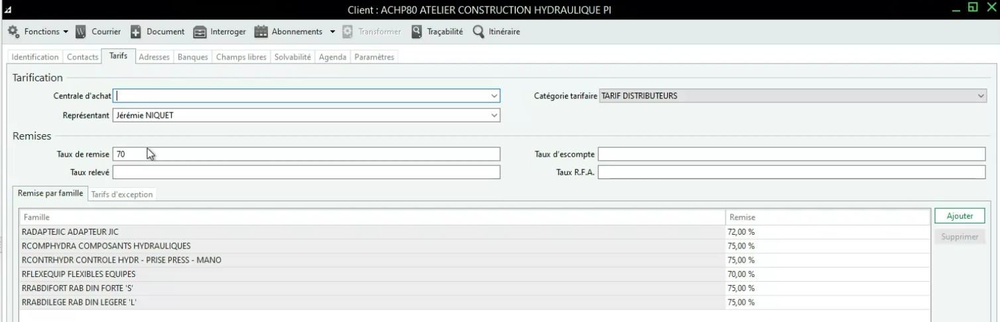 Client : ACHP80 ATELIER CONSTRUCTION HYDRAULIQUE PI
Fonctions Courrier Document Interroger Abonnements Transformer Traçabilité Itinéraire
Identification Contacts Tarifs Adresses Banques Champs libres Solvabilité Agenda Paramètres
Tarification
Centrale d'achat Catégorie tarifaire TARIF DISTRIBUTEURS
Représentant Jérémie NIQUET
Remises
Taux de remise 70 Taux d'escompte
Taux relevé Taux R.F.A.
Remise par famille Tarifs d'exception
Famille Remise Ajouter
RADAPTEJIC ADAPTEUR JIC 72,00 %
RCOMPHYDRA COMPOSANTS HYDRAULIQUES 75,00 % Supprimer
RCONTRHYDR CONTROLE HYDR - PRISE PRESS - MANO 75,00 %
RFLEXEQUIP FLEXIBLES EQUIPES 70,00 %
RRABDIFORT RAB DIN FORTE 'S' 75,00 %
RRABDILEGE RAB DIN LEGERE 'L' 75,00 %